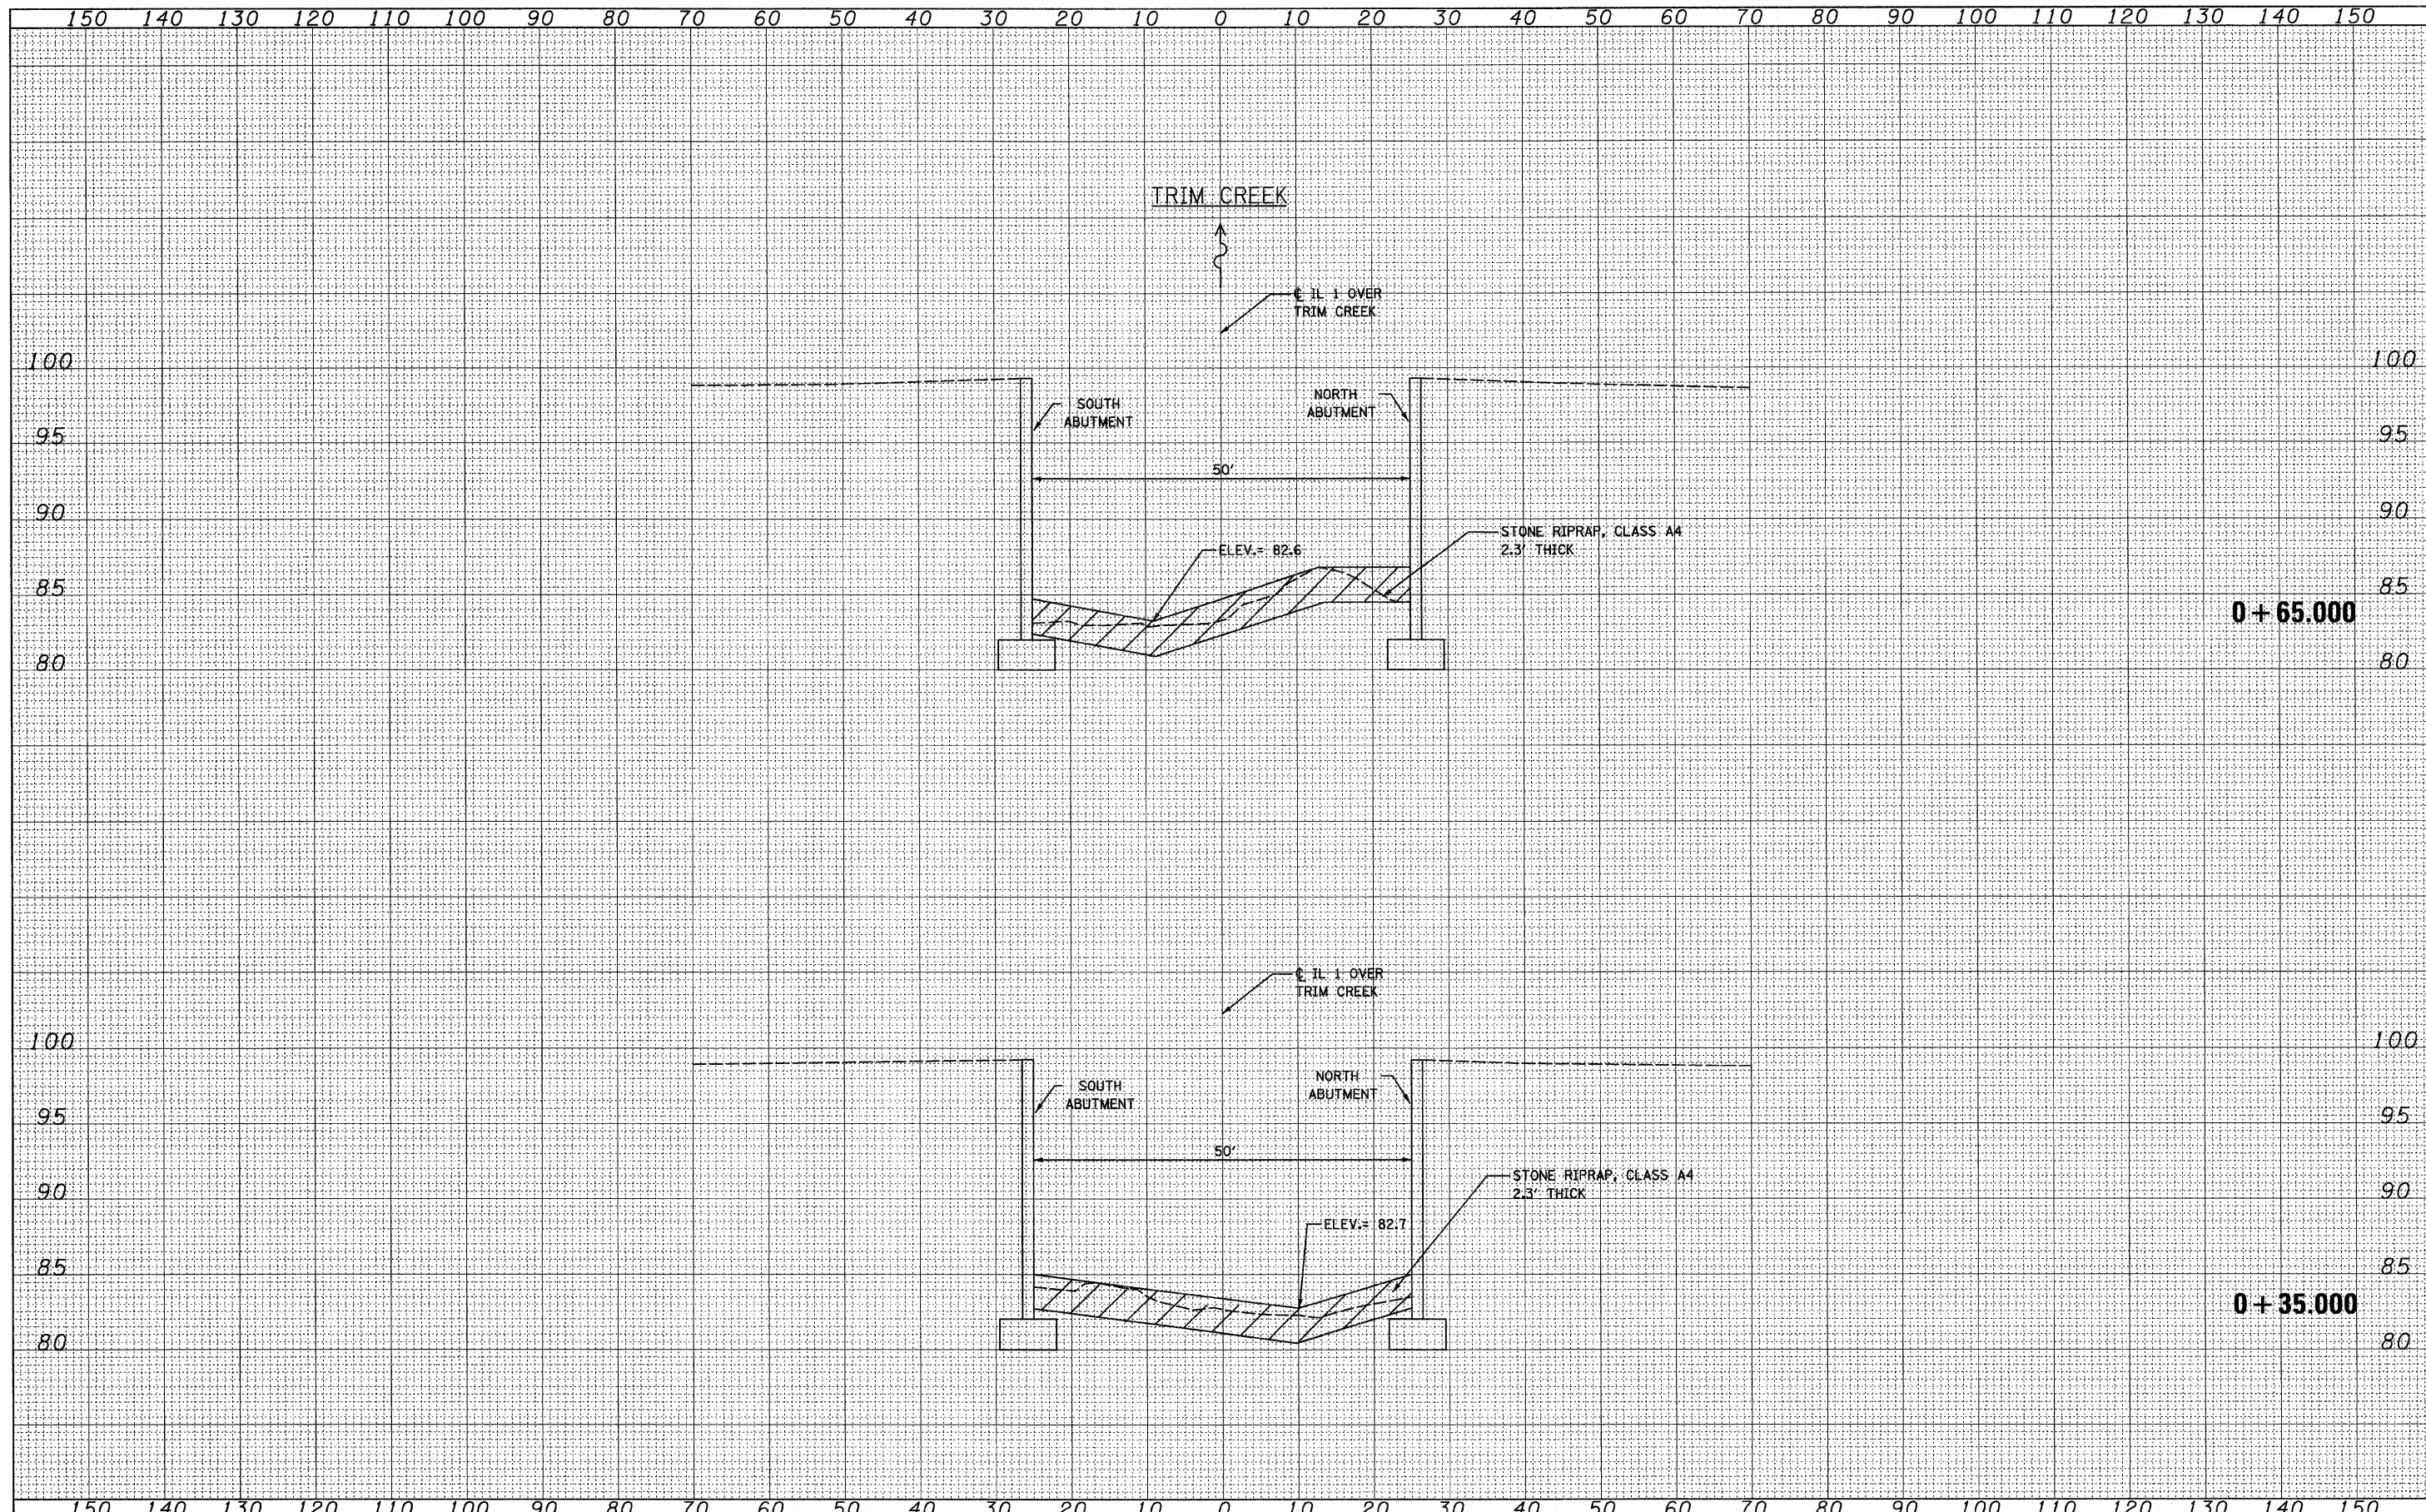 150 140 130 120 110 100 90 80 70 60 50 40 30 20 10 0 10 20 30 40 50 60 70 80 90 100 110 120 130 140 150
TRIM CREEK
℄ IL 1 OVER
TRIM CREEK
100 100
SOUTH
ABUTMENT
NORTH
ABUTMENT
95 95
50'
90 90
STONE RIPRAP, CLASS A4
2.3' THICK
ELEV.= 82.6
85 85
0 + 65.000
80 80
℄ IL 1 OVER
TRIM CREEK
100 100
SOUTH
ABUTMENT
NORTH
ABUTMENT
95 95
50'
STONE RIPRAP, CLASS A4
2.3' THICK
90 90
ELEV.= 82.7
85 85
0 + 35.000
80 80
150 140 130 120 110 100 90 80 70 60 50 40 30 20 10 0 10 20 30 40 50 60 70 80 90 100 110 120 130 140 150